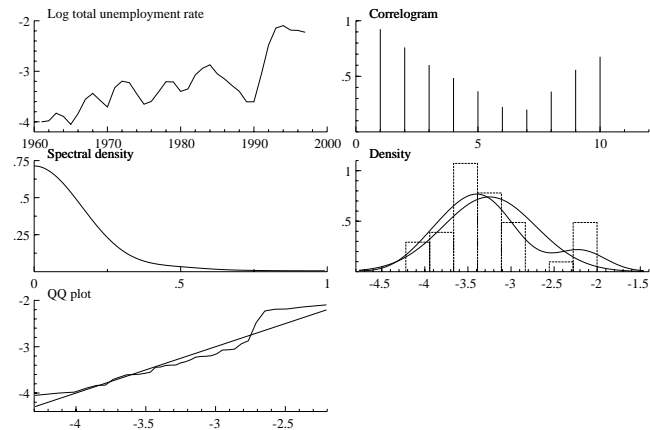 Log total unemployment rate
-2
-3
-4
1960 1970 1980 1990 2000
Correlogram
1
.5
0 5 10
Spectral density
.75
.5
.25
0 .5 1
Density
1
.5
-4.5 -4 -3.5 -3 -2.5 -2 -1.5
QQ plot
-2
-3
-4
-4 -3.5 -3 -2.5